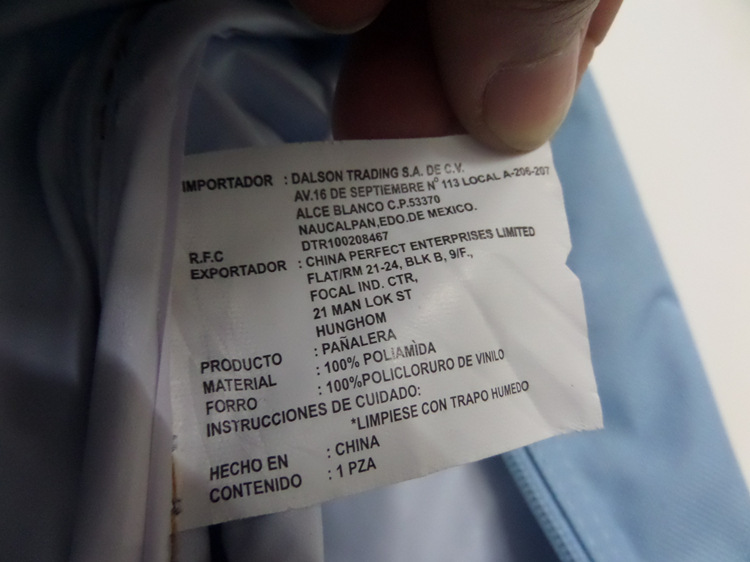 IMPORTADOR : DALSON TRADING S.A. DE C.V.
AV.16 DE SEPTIEMBRE Nº 113 LOCAL A-206-207
ALCE BLANCO C.P.53370
NAUCALPAN,EDO.DE MEXICO.
R.F.C DTR100208467
EXPORTADOR : CHINA PERFECT ENTERPRISES LIMITED
FLAT/RM 21-24, BLK B, 9/F.,
FOCAL IND. CTR,
21 MAN LOK ST
HUNGHOM
PRODUCTO : PAÑALERA
MATERIAL : 100% POLIAMÌDA
FORRO : 100%POLICLORURO DE VINILO
INSTRUCCIONES DE CUIDADO:
*LIMPIESE CON TRAPO HUMEDO
HECHO EN : CHINA
CONTENIDO : 1 PZA